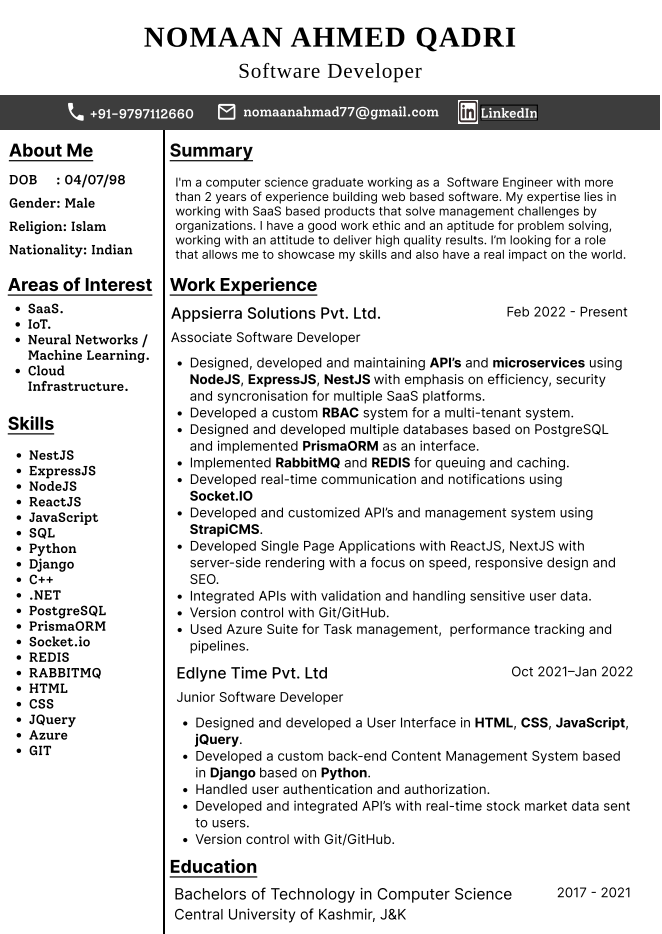 NOMAAN AHMED QADRI
Software Developer
+91-9797112660 nomaanahmad77@gmail.com in LinkedIn
About Me
DOB : 04/07/98
Gender: Male
Religion: Islam
Nationality: Indian
Areas of Interest
• SaaS.
• IoT.
• Neural Networks /
Machine Learning.
• Cloud
Infrastructure.
Skills
• NestJS
• ExpressJS
• NodeJS
• ReactJS
• JavaScript
• SQL
• Python
• Django
• C++
• .NET
• PostgreSQL
• PrismaORM
• Socket.io
• REDIS
• RABBITMQ
• HTML
• CSS
• JQuery
• Azure
• GIT
Summary
I'm a computer science graduate working as a Software Engineer with more
than 2 years of experience building web based software. My expertise lies in
working with SaaS based products that solve management challenges by
organizations. I have a good work ethic and an aptitude for problem solving,
working with an attitude to deliver high quality results. I'm looking for a role
that allows me to showcase my skills and also have a real impact on the world.
Work Experience
Appsierra Solutions Pvt. Ltd. Feb 2022 - Present
Associate Software Developer
• Designed, developed and maintaining API's and microservices using
NodeJS, ExpressJS, NestJS with emphasis on efficiency, security
and syncronisation for multiple SaaS platforms.
• Developed a custom RBAC system for a multi-tenant system.
• Designed and developed multiple databases based on PostgreSQL
and implemented PrismaORM as an interface.
• Implemented RabbitMQ and REDIS for queuing and caching.
• Developed real-time communication and notifications using
Socket.IO
• Developed and customized API's and management system using
StrapiCMS.
• Developed Single Page Applications with ReactJS, NextJS with
server-side rendering with a focus on speed, responsive design and
SEO.
• Integrated APIs with validation and handling sensitive user data.
• Version control with Git/GitHub.
• Used Azure Suite for Task management, performance tracking and
pipelines.
Edlyne Time Pvt. Ltd Oct 2021–Jan 2022
Junior Software Developer
• Designed and developed a User Interface in HTML, CSS, JavaScript,
jQuery.
• Developed a custom back-end Content Management System based
in Django based on Python.
• Handled user authentication and authorization.
• Developed and integrated API's with real-time stock market data sent
to users.
• Version control with Git/GitHub.
Education
Bachelors of Technology in Computer Science 2017 - 2021
Central University of Kashmir, J&K